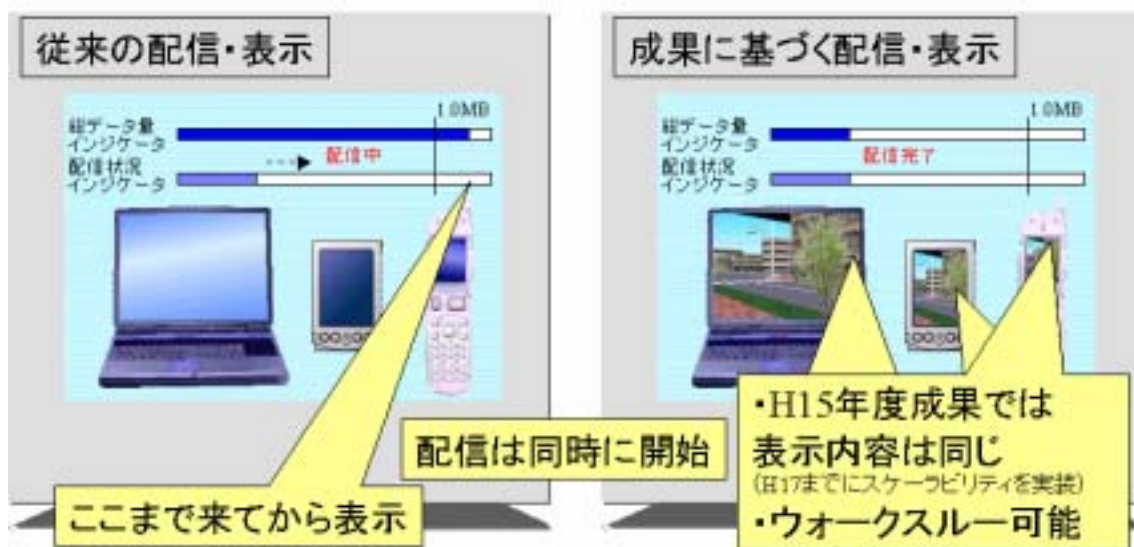 従来の配信・表示
1.0MB
総データ量
インジケータ
配信中
配信状況
インジケータ
ここまで来てから表示
配信は同時に開始
成果に基づく配信・表示
1.0MB
総データ量
インジケータ
配信完了
配信状況
インジケータ
・H15年度成果では
表示内容は同じ
(H17までにスケーラビリティを実装)
・ウォークスルー可能